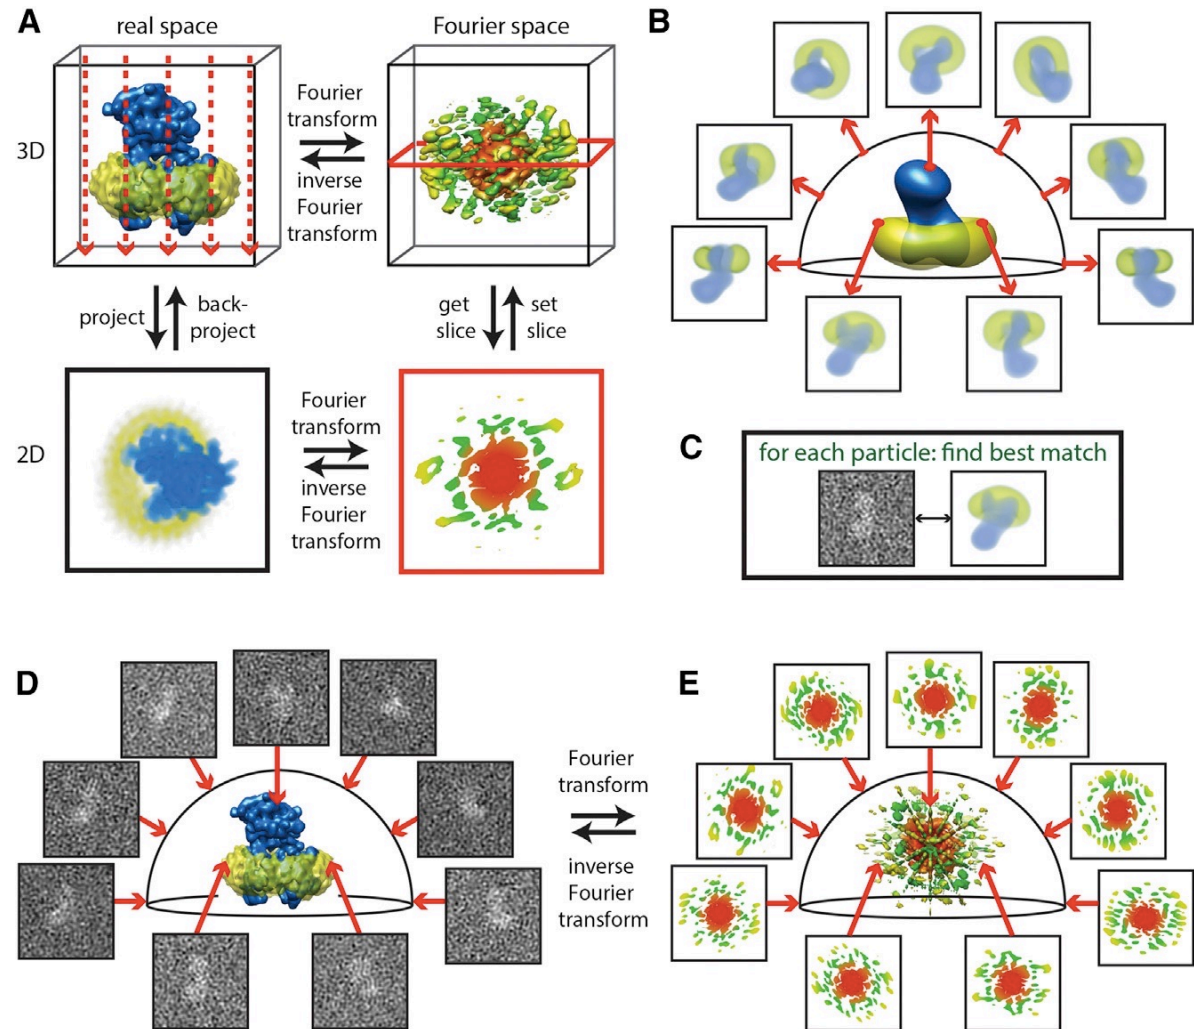 A
real space
Fourier space
3D
Fourier
transform
inverse
Fourier
transform
project
back-
project
get
slice
set
slice
2D
Fourier
transform
inverse
Fourier
transform
B
C
for each particle: find best match
D
Fourier
transform
inverse
Fourier
transform
E